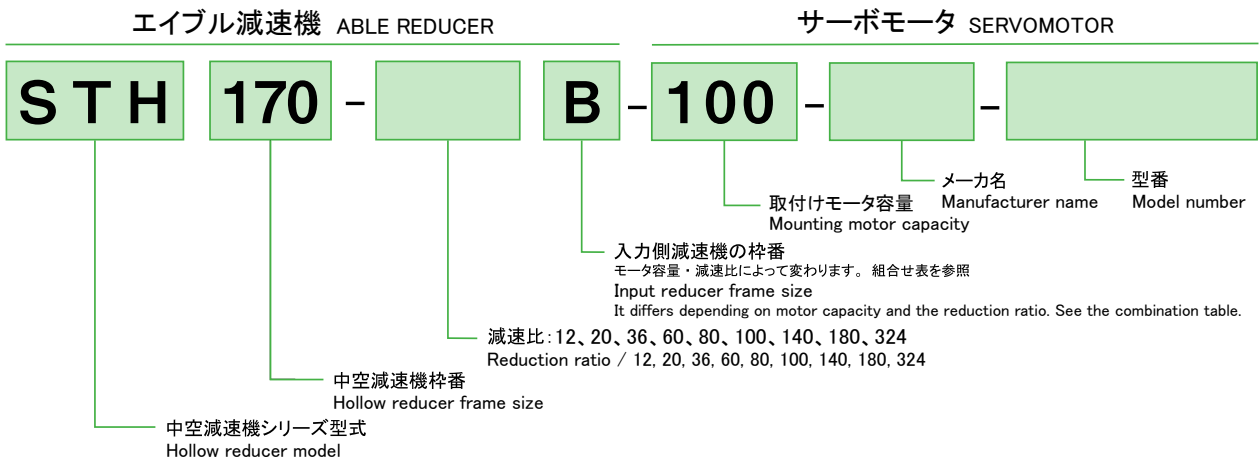 エイブル減速機 ABLE REDUCER
サーボモータ SERVOMOTOR
STH 170 - B - 100 - -
メーカ名
Manufacturer name
型番
Model number
取付けモータ容量
Mounting motor capacity
入力側減速機の枠番
モータ容量・減速比によって変わります。 組合せ表を参照
Input reducer frame size
It differs depending on motor capacity and the reduction ratio. See the combination table.
減速比:12、20、36、60、80、100、140、180、324
Reduction ratio / 12, 20, 36, 60, 80, 100, 140, 180, 324
中空減速機枠番
Hollow reducer frame size
中空減速機シリーズ型式
Hollow reducer model